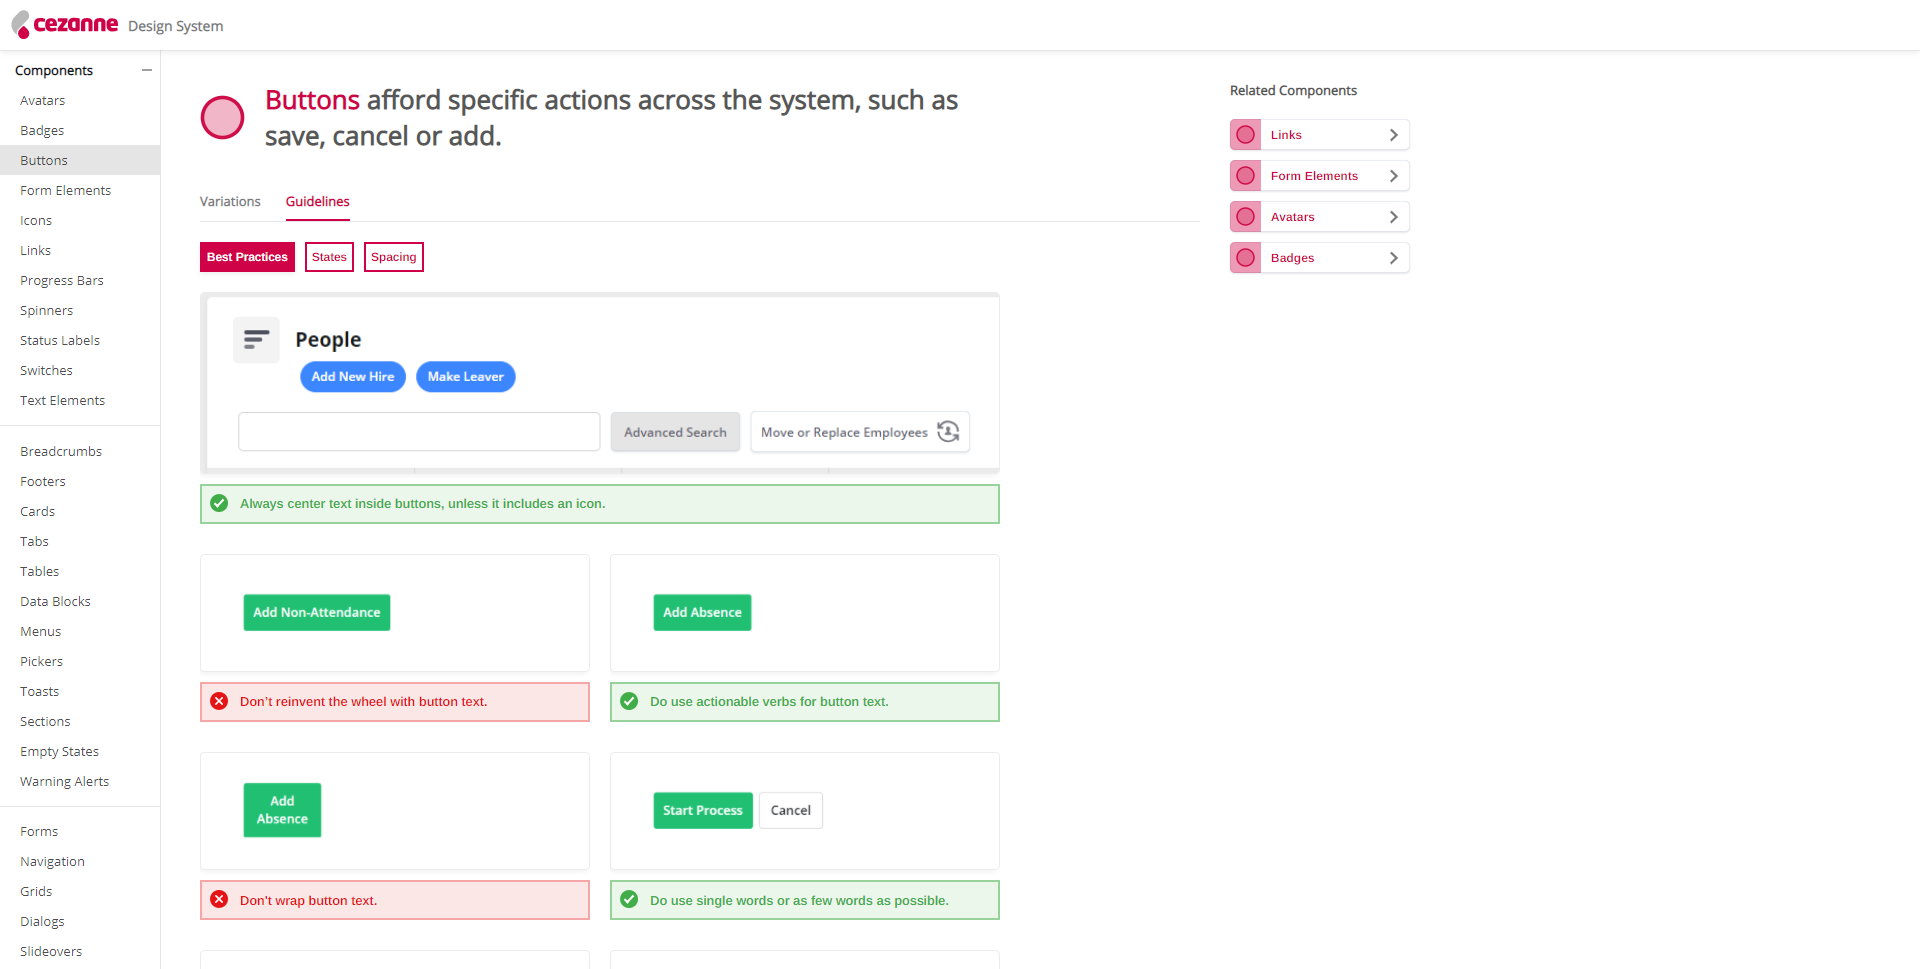 cezanne Design System
Components
Avatars
Badges
Buttons
Form Elements
Icons
Links
Progress Bars
Spinners
Status Labels
Switches
Text Elements
Breadcrumbs
Footers
Cards
Tabs
Tables
Data Blocks
Menus
Pickers
Toasts
Sections
Empty States
Warning Alerts
Forms
Navigation
Grids
Dialogs
Slideovers
Buttons afford specific actions across the system, such as
save, cancel or add.
Variations Guidelines
Best Practices States Spacing
People
Add New Hire Make Leaver
Advanced Search Move or Replace Employees
Always center text inside buttons, unless it includes an icon.
Add Non-Attendance
Don't reinvent the wheel with button text.
Add Absence
Do use actionable verbs for button text.
Add
Absence
Don't wrap button text.
Start Process Cancel
Do use single words or as few words as possible.
Related Components
Links
Form Elements
Avatars
Badges